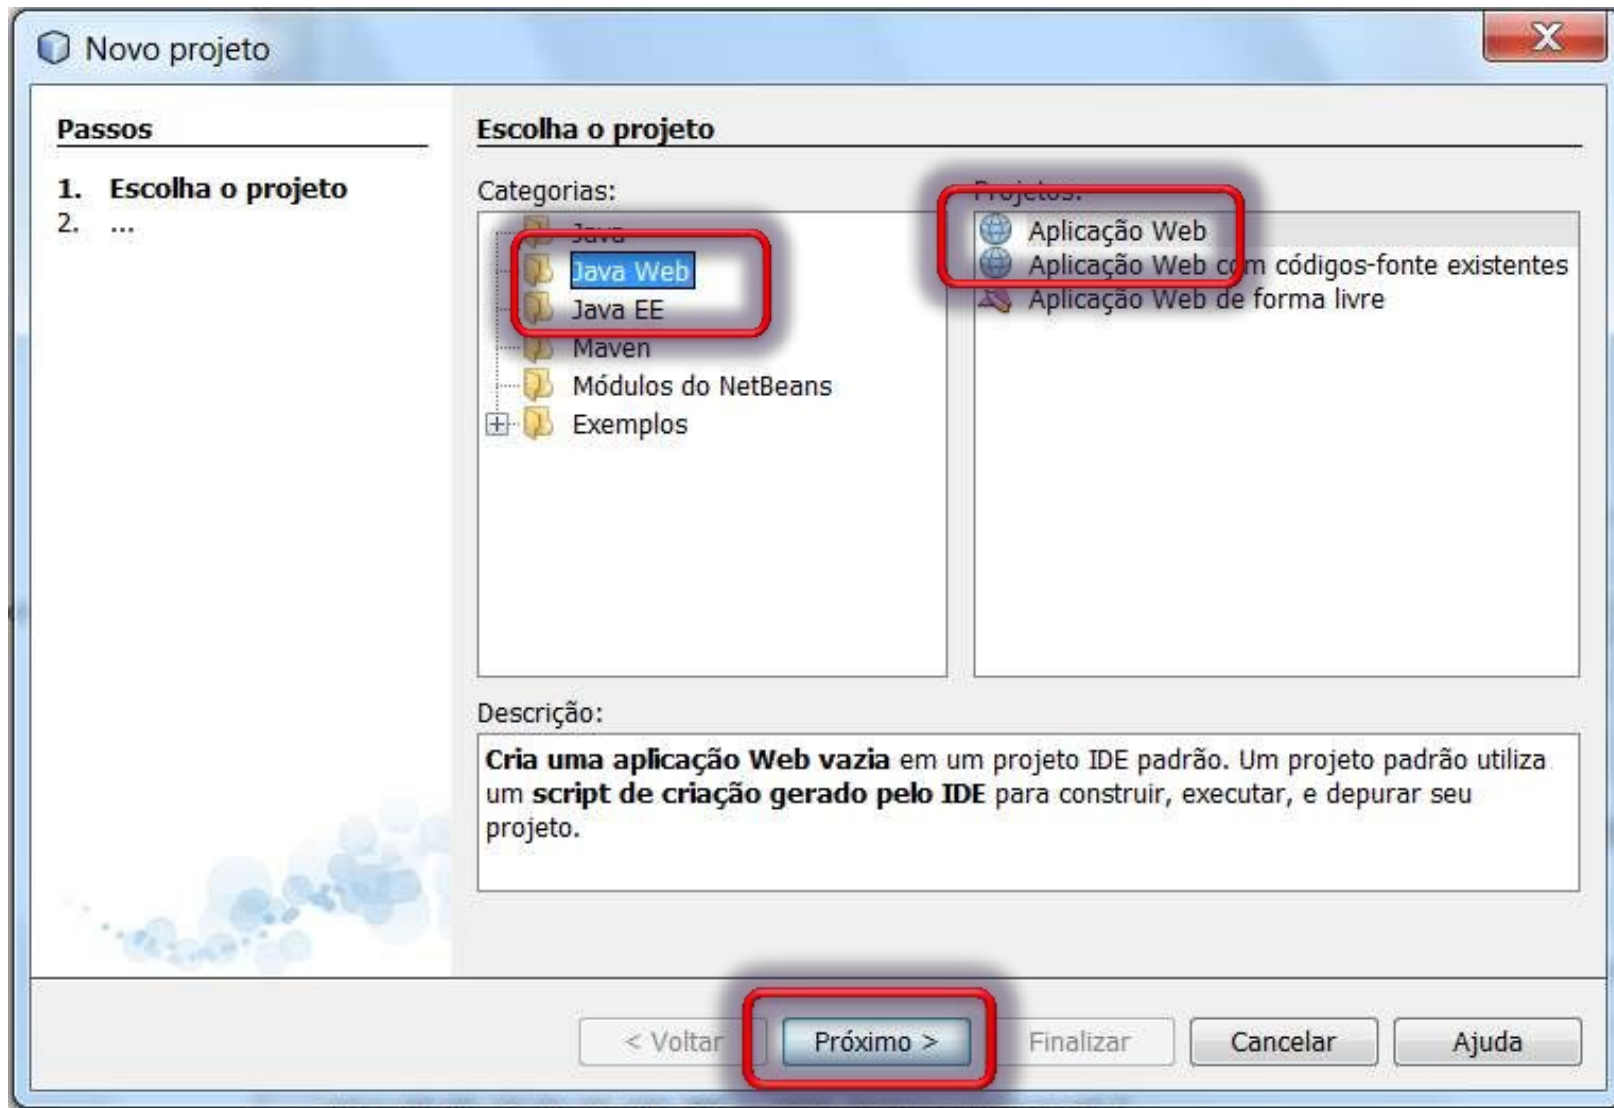 Novo projeto
Passos
1. Escolha o projeto
2. ...
Escolha o projeto
Categorias:
Java
Java Web
Java EE
Maven
Módulos do NetBeans
Exemplos
Projetos:
Aplicação Web
Aplicação Web com códigos-fonte existentes
Aplicação Web de forma livre
Descrição:
Cria uma aplicação Web vazia em um projeto IDE padrão. Um projeto padrão utiliza
um script de criação gerado pelo IDE para construir, executar, e depurar seu
projeto.
< Voltar
Próximo >
Finalizar
Cancelar
Ajuda